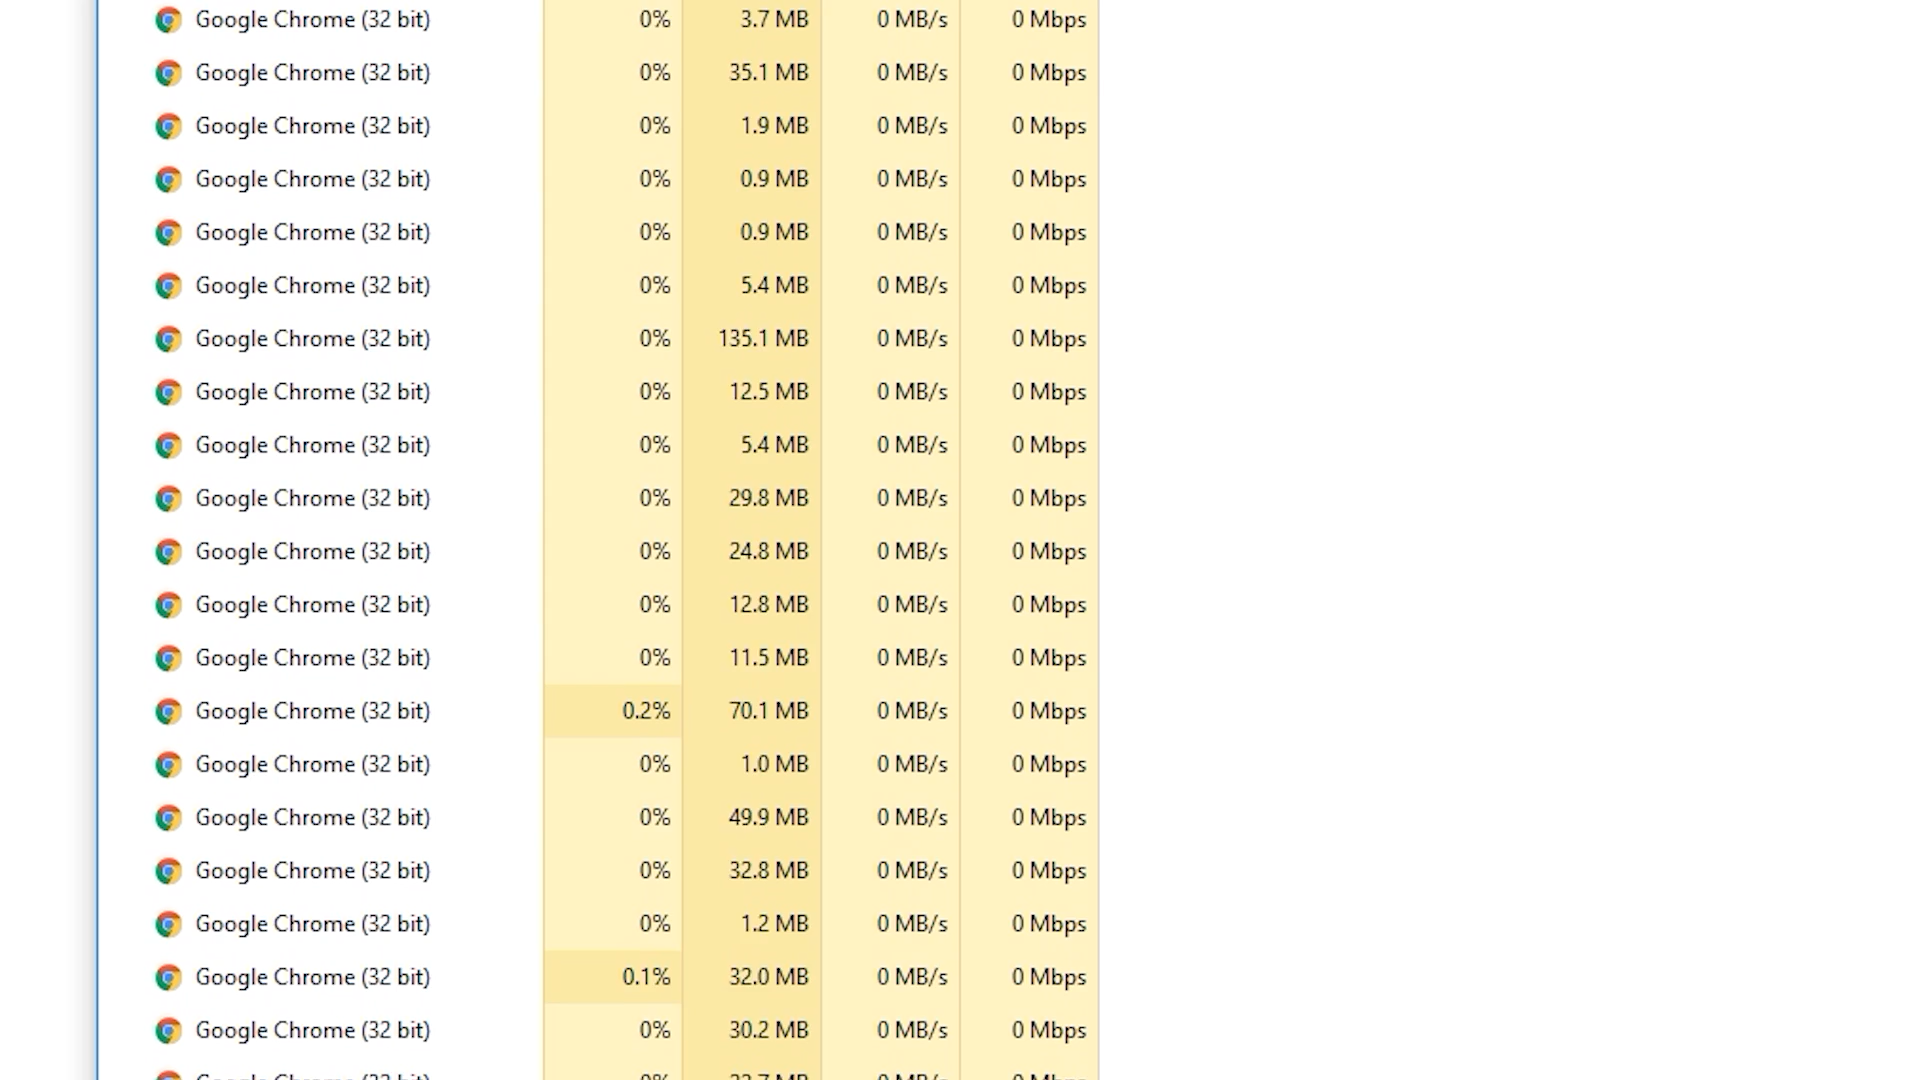 Google Chrome (32 bit) 0% 3.7 MB 0 MB/s 0 Mbps
Google Chrome (32 bit) 0% 35.1 MB 0 MB/s 0 Mbps
Google Chrome (32 bit) 0% 1.9 MB 0 MB/s 0 Mbps
Google Chrome (32 bit) 0% 0.9 MB 0 MB/s 0 Mbps
Google Chrome (32 bit) 0% 0.9 MB 0 MB/s 0 Mbps
Google Chrome (32 bit) 0% 5.4 MB 0 MB/s 0 Mbps
Google Chrome (32 bit) 0% 135.1 MB 0 MB/s 0 Mbps
Google Chrome (32 bit) 0% 12.5 MB 0 MB/s 0 Mbps
Google Chrome (32 bit) 0% 5.4 MB 0 MB/s 0 Mbps
Google Chrome (32 bit) 0% 29.8 MB 0 MB/s 0 Mbps
Google Chrome (32 bit) 0% 24.8 MB 0 MB/s 0 Mbps
Google Chrome (32 bit) 0% 12.8 MB 0 MB/s 0 Mbps
Google Chrome (32 bit) 0% 11.5 MB 0 MB/s 0 Mbps
Google Chrome (32 bit) 0.2% 70.1 MB 0 MB/s 0 Mbps
Google Chrome (32 bit) 0% 1.0 MB 0 MB/s 0 Mbps
Google Chrome (32 bit) 0% 49.9 MB 0 MB/s 0 Mbps
Google Chrome (32 bit) 0% 32.8 MB 0 MB/s 0 Mbps
Google Chrome (32 bit) 0% 1.2 MB 0 MB/s 0 Mbps
Google Chrome (32 bit) 0.1% 32.0 MB 0 MB/s 0 Mbps
Google Chrome (32 bit) 0% 30.2 MB 0 MB/s 0 Mbps